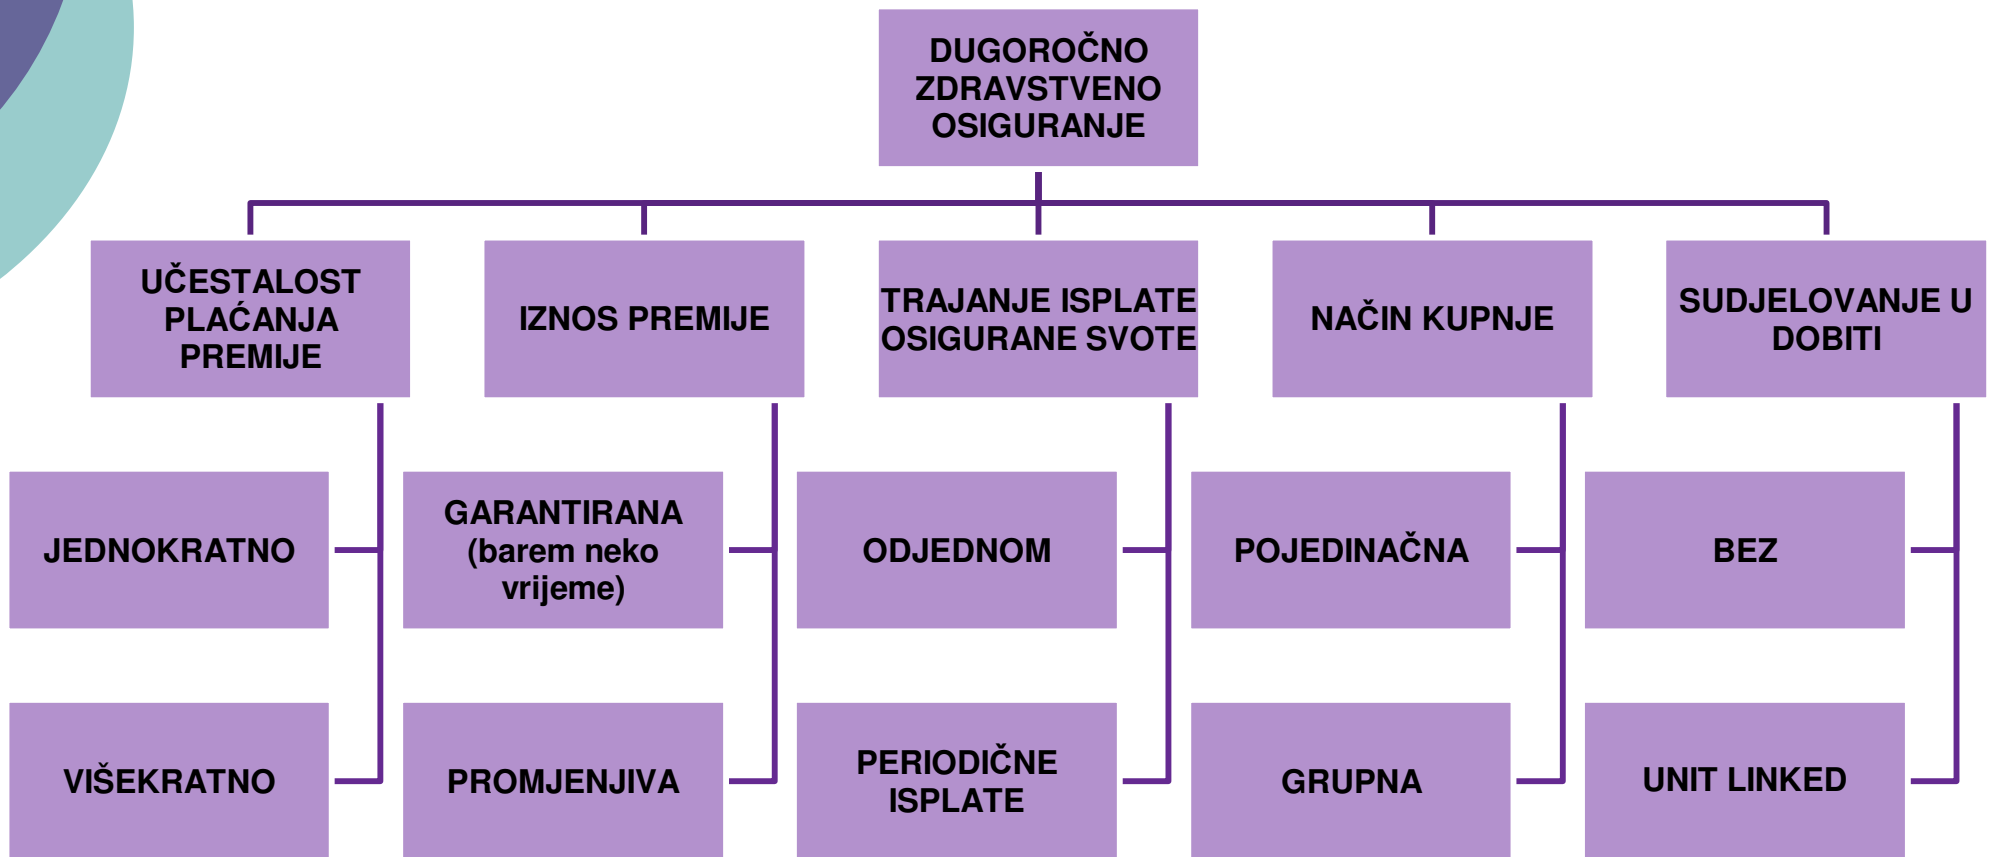 DUGOROČNO
ZDRAVSTVENO
OSIGURANJE
UČESTALOST
PLAĆANJA
PREMIJE
IZNOS PREMIJE
TRAJANJE ISPLATE
OSIGURANE SVOTE
NAČIN KUPNJE
SUDJELOVANJE U
DOBITI
JEDNOKRATNO
GARANTIRANA
(barem neko
vrijeme)
ODJEDNOM
POJEDINAČNA
BEZ
VIŠEKRATNO
PROMJENJIVA
PERIODIČNE
ISPLATE
GRUPNA
UNIT LINKED